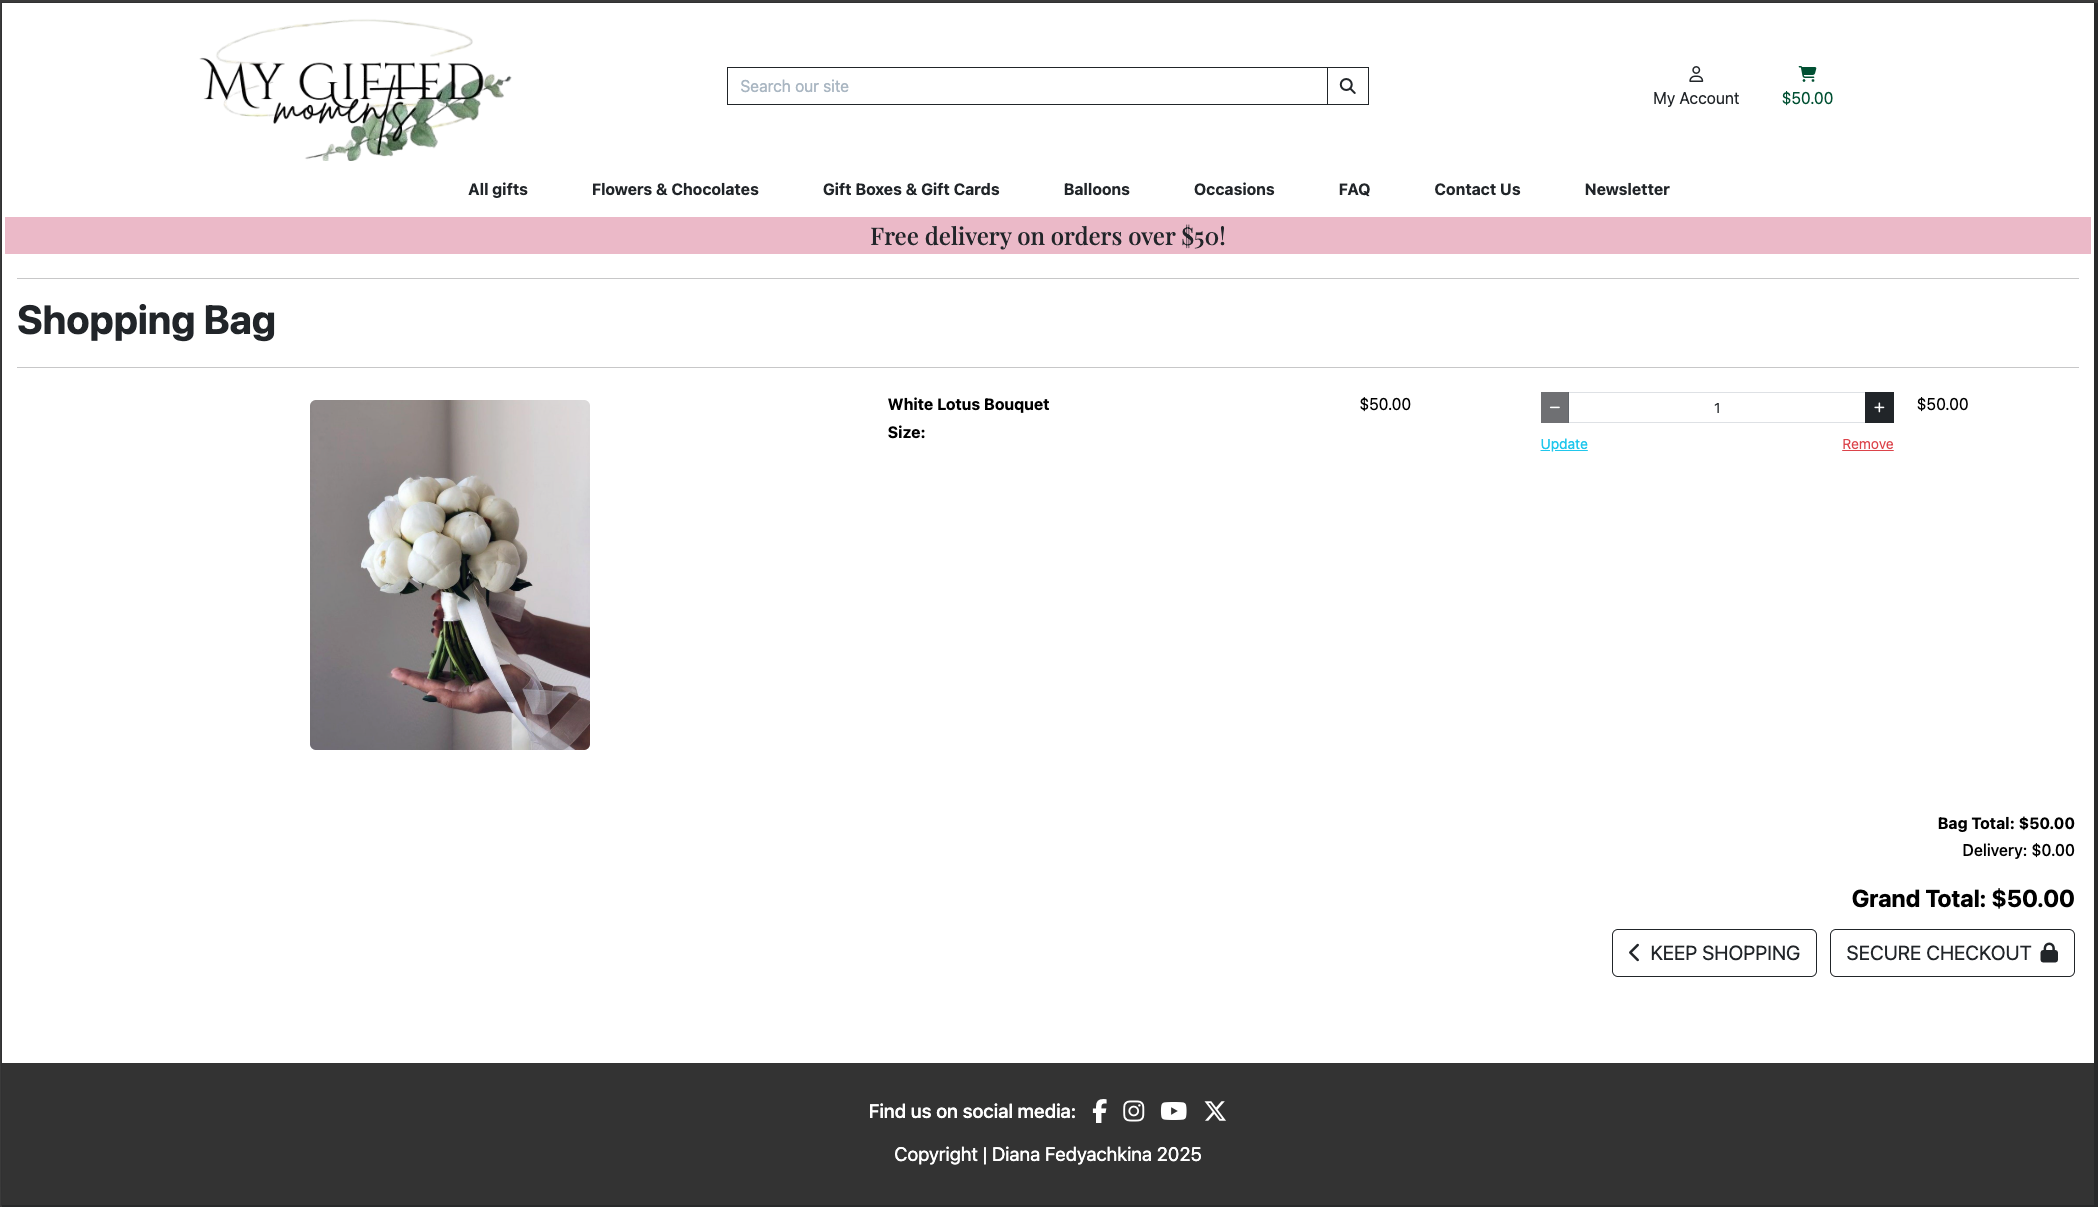 MY GIFTED
moments
Search our site
My Account
$50.00
All gifts
Flowers & Chocolates
Gift Boxes & Gift Cards
Balloons
Occasions
FAQ
Contact Us
Newsletter
Free delivery on orders over $50!
Shopping Bag
White Lotus Bouquet
Size:
$50.00
−
1
+
$50.00
Update
Remove
Bag Total: $50.00
Delivery: $0.00
Grand Total: $50.00
KEEP SHOPPING
SECURE CHECKOUT
Find us on social media:
Copyright | Diana Fedyachkina 2025